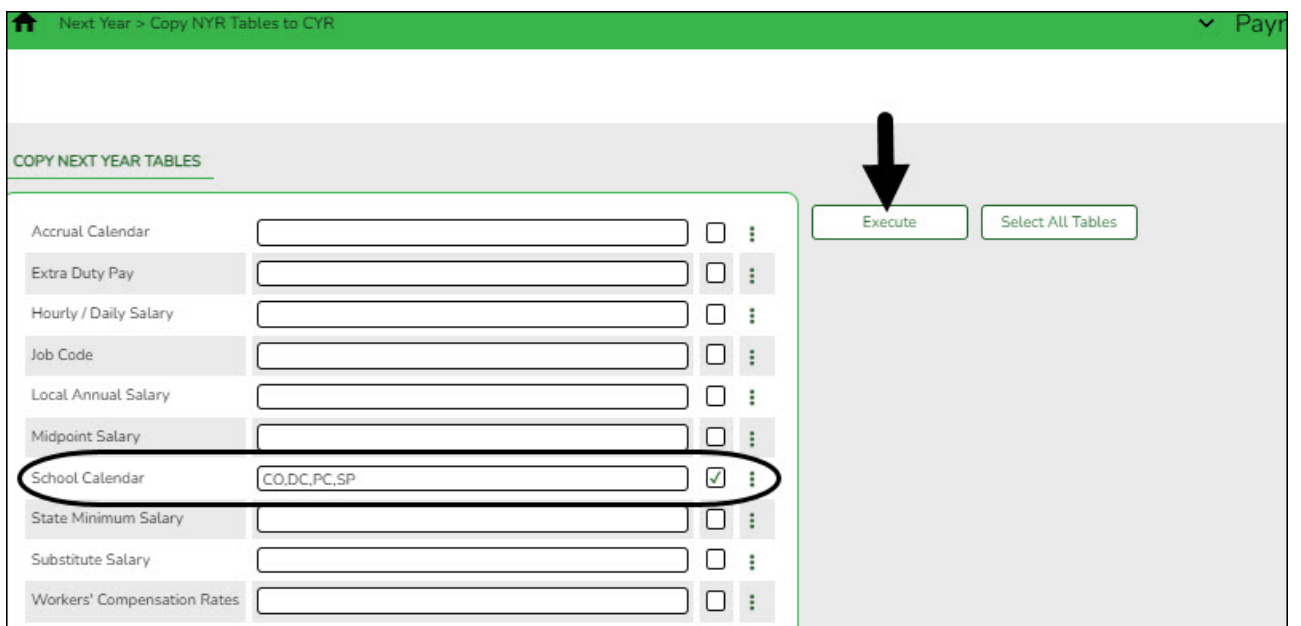 Next Year > Copy NYR Tables to CYR
Payr
COPY NEXT YEAR TABLES
Execute
Select All Tables
Accrual Calendar
Extra Duty Pay
Hourly / Daily Salary
Job Code
Local Annual Salary
Midpoint Salary
School Calendar CO,DC,PC,SP
State Minimum Salary
Substitute Salary
Workers' Compensation Rates